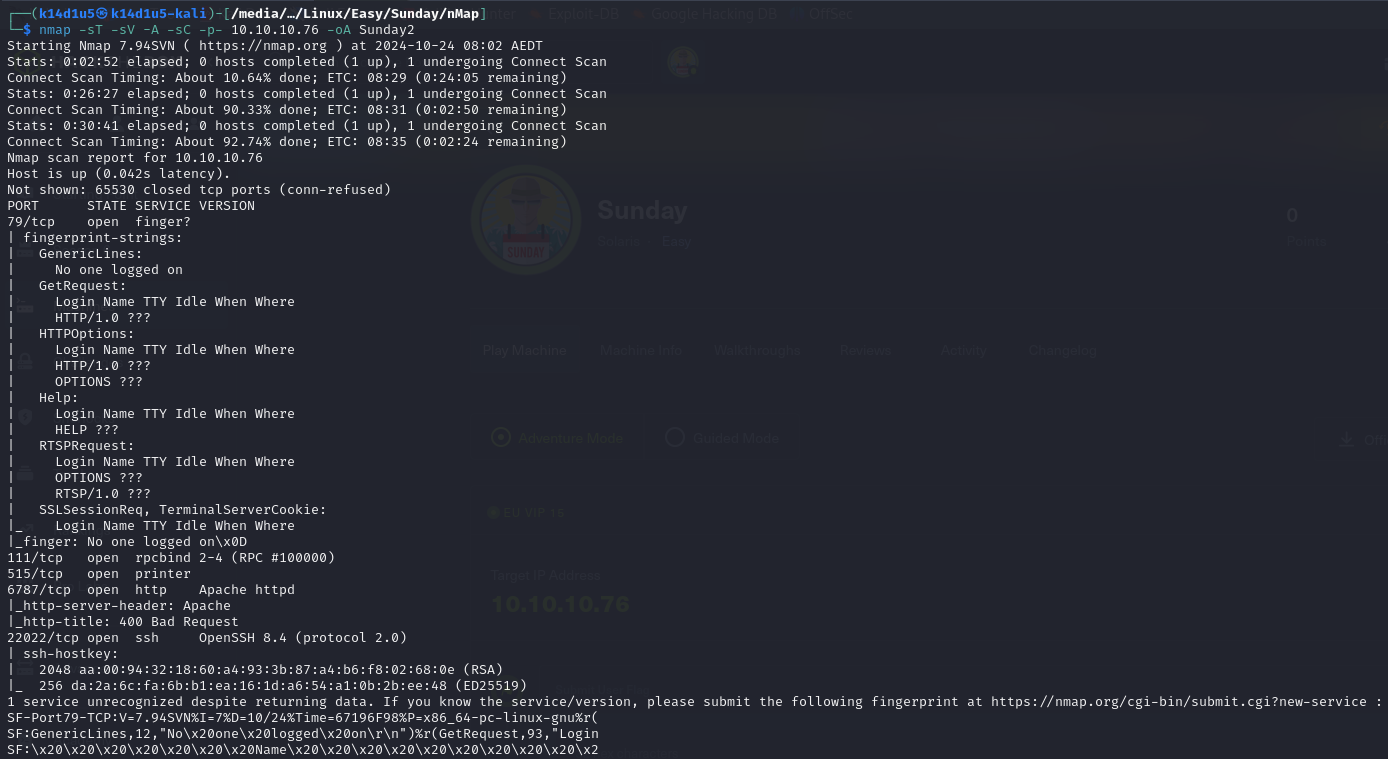 ┌──(k14d1u5㉿k14d1u5-kali)-[/media/…/Linux/Easy/Sunday/nMap]
└─$ nmap -sT -sV -A -sC -p- 10.10.10.76 -oA Sunday2
Starting Nmap 7.94SVN ( https://nmap.org ) at 2024-10-24 08:02 AEDT
Stats: 0:02:52 elapsed; 0 hosts completed (1 up), 1 undergoing Connect Scan
Connect Scan Timing: About 10.64% done; ETC: 08:29 (0:24:05 remaining)
Stats: 0:26:27 elapsed; 0 hosts completed (1 up), 1 undergoing Connect Scan
Connect Scan Timing: About 90.33% done; ETC: 08:31 (0:02:50 remaining)
Stats: 0:30:41 elapsed; 0 hosts completed (1 up), 1 undergoing Connect Scan
Connect Scan Timing: About 92.74% done; ETC: 08:35 (0:02:24 remaining)
Nmap scan report for 10.10.10.76
Host is up (0.042s latency).
Not shown: 65530 closed tcp ports (conn-refused)
PORT      STATE SERVICE VERSION
79/tcp    open  finger?
| fingerprint-strings:
|   GenericLines:
|     No one logged on
|   GetRequest:
|     Login Name TTY Idle When Where
|     HTTP/1.0 ???
|   HTTPOptions:
|     Login Name TTY Idle When Where
|     HTTP/1.0 ???
|     OPTIONS ???
|   Help:
|     Login Name TTY Idle When Where
|     HELP ???
|   RTSPRequest:
|     Login Name TTY Idle When Where
|     OPTIONS ???
|     RTSP/1.0 ???
|   SSLSessionReq, TerminalServerCookie:
|_    Login Name TTY Idle When Where
|_finger: No one logged on\x0D
111/tcp   open  rpcbind 2-4 (RPC #100000)
515/tcp   open  printer
6787/tcp  open  http    Apache httpd
|_http-server-header: Apache
|_http-title: 400 Bad Request
22022/tcp open  ssh     OpenSSH 8.4 (protocol 2.0)
| ssh-hostkey:
|   2048 aa:00:94:32:18:60:a4:93:3b:87:a4:b6:f8:02:68:0e (RSA)
|_  256 da:2a:6c:fa:6b:b1:ea:16:1d:a6:54:a1:0b:2b:ee:48 (ED25519)
1 service unrecognized despite returning data. If you know the service/version, please submit the following fingerprint at https://nmap.org/cgi-bin/submit.cgi?new-service :
SF-Port79-TCP:V=7.94SVN%I=7%D=10/24%Time=67196F98%P=x86_64-pc-linux-gnu%r(
SF:GenericLines,12,"No\x20one\x20logged\x20on\r\n")%r(GetRequest,93,"Login
SF:\x20\x20\x20\x20\x20\x20\x20Name\x20\x20\x20\x20\x20\x20\x20\x20\x20\x2
Exploit-DB
Google Hacking DB
OffSec
Sunday
SUNDAY
Solaris
Easy
0
Points
Play Machine
Machine Info
Walkthroughs
Reviews
Activity
Changelog
Adventure Mode
Guided Mode
Target IP Address
10.10.10.76